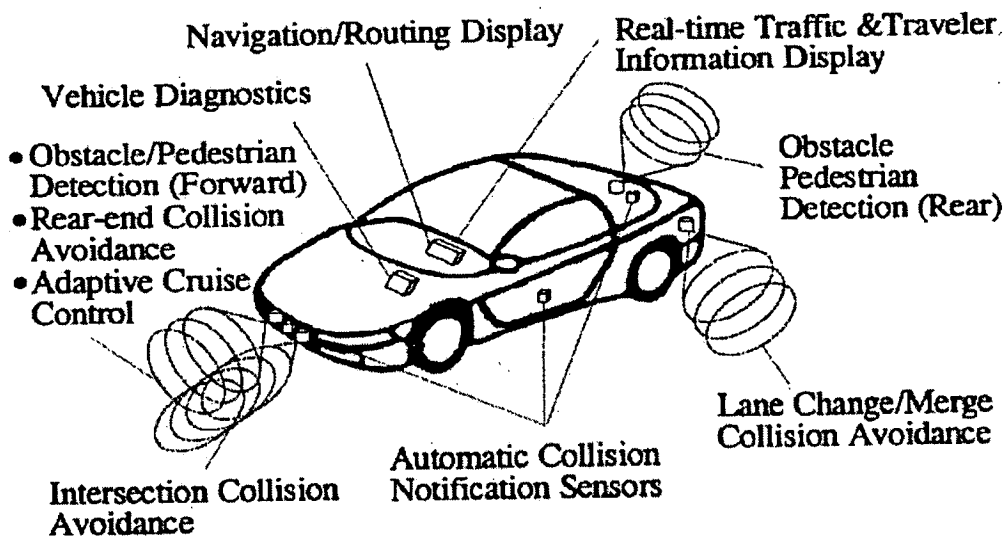 Navigation/Routing Display
Real-time Traffic &Traveler
Information Display
Vehicle Diagnostics
• Obstacle/Pedestrian
Detection (Forward)
• Rear-end Collision
Avoidance
• Adaptive Cruise
Control
Obstacle
Pedestrian
Detection (Rear)
Lane Change/Merge
Collision Avoidance
Automatic Collision
Notification Sensors
Intersection Collision
Avoidance